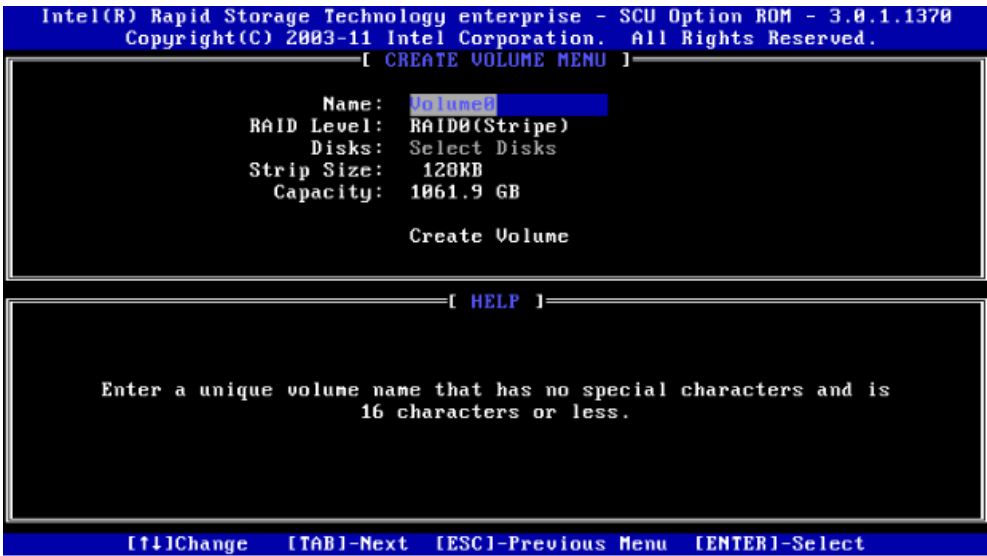 Intel(R) Rapid Storage Technology enterprise - SCU Option ROM - 3.0.1.1370
Copyright(C) 2003-11 Intel Corporation. All Rights Reserved.
[ CREATE VOLUME MENU ]
Name: Volume0
RAID Level: RAID0(Stripe)
Disks: Select Disks
Strip Size: 128KB
Capacity: 1061.9 GB
Create Volume
[ HELP ]
Enter a unique volume name that has no special characters and is
16 characters or less.
[↑↓]Change [TAB]-Next [ESC]-Previous Menu [ENTER]-Select